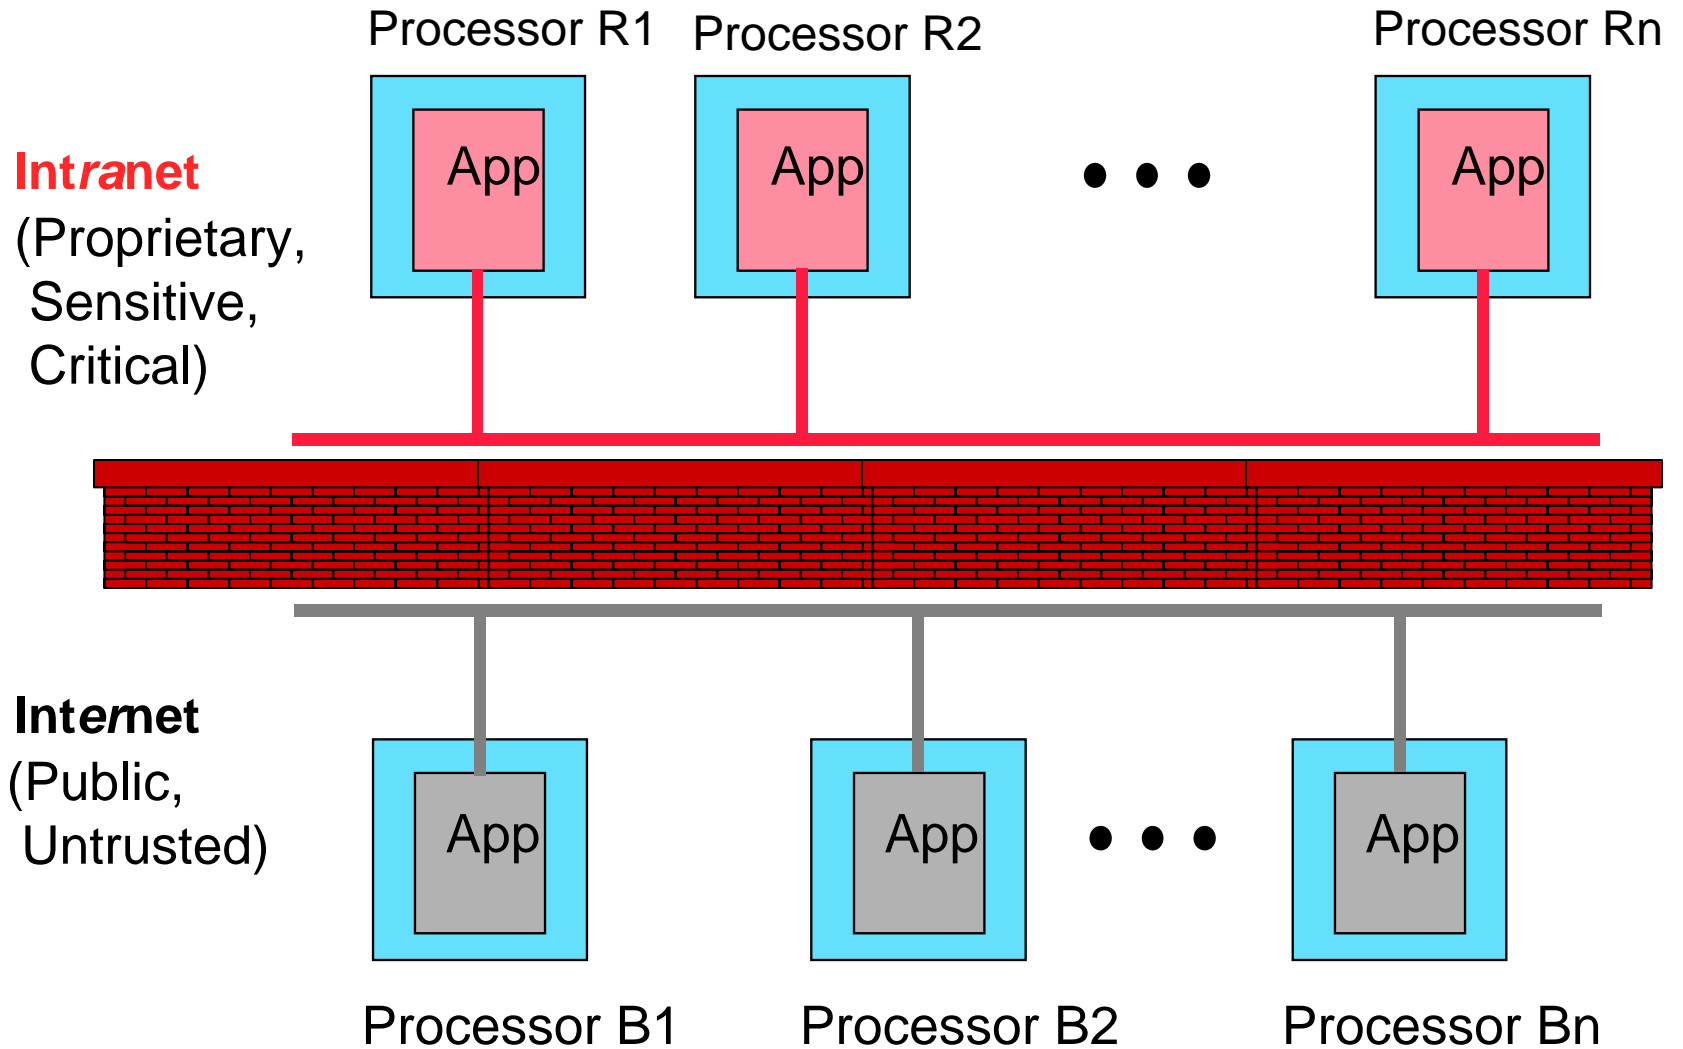 Processor R1
Processor R2
Processor Rn
App
App
App
Intranet
(Proprietary,
Sensitive,
Critical)
Internet
(Public,
Untrusted)
App
App
App
Processor B1
Processor B2
Processor Bn